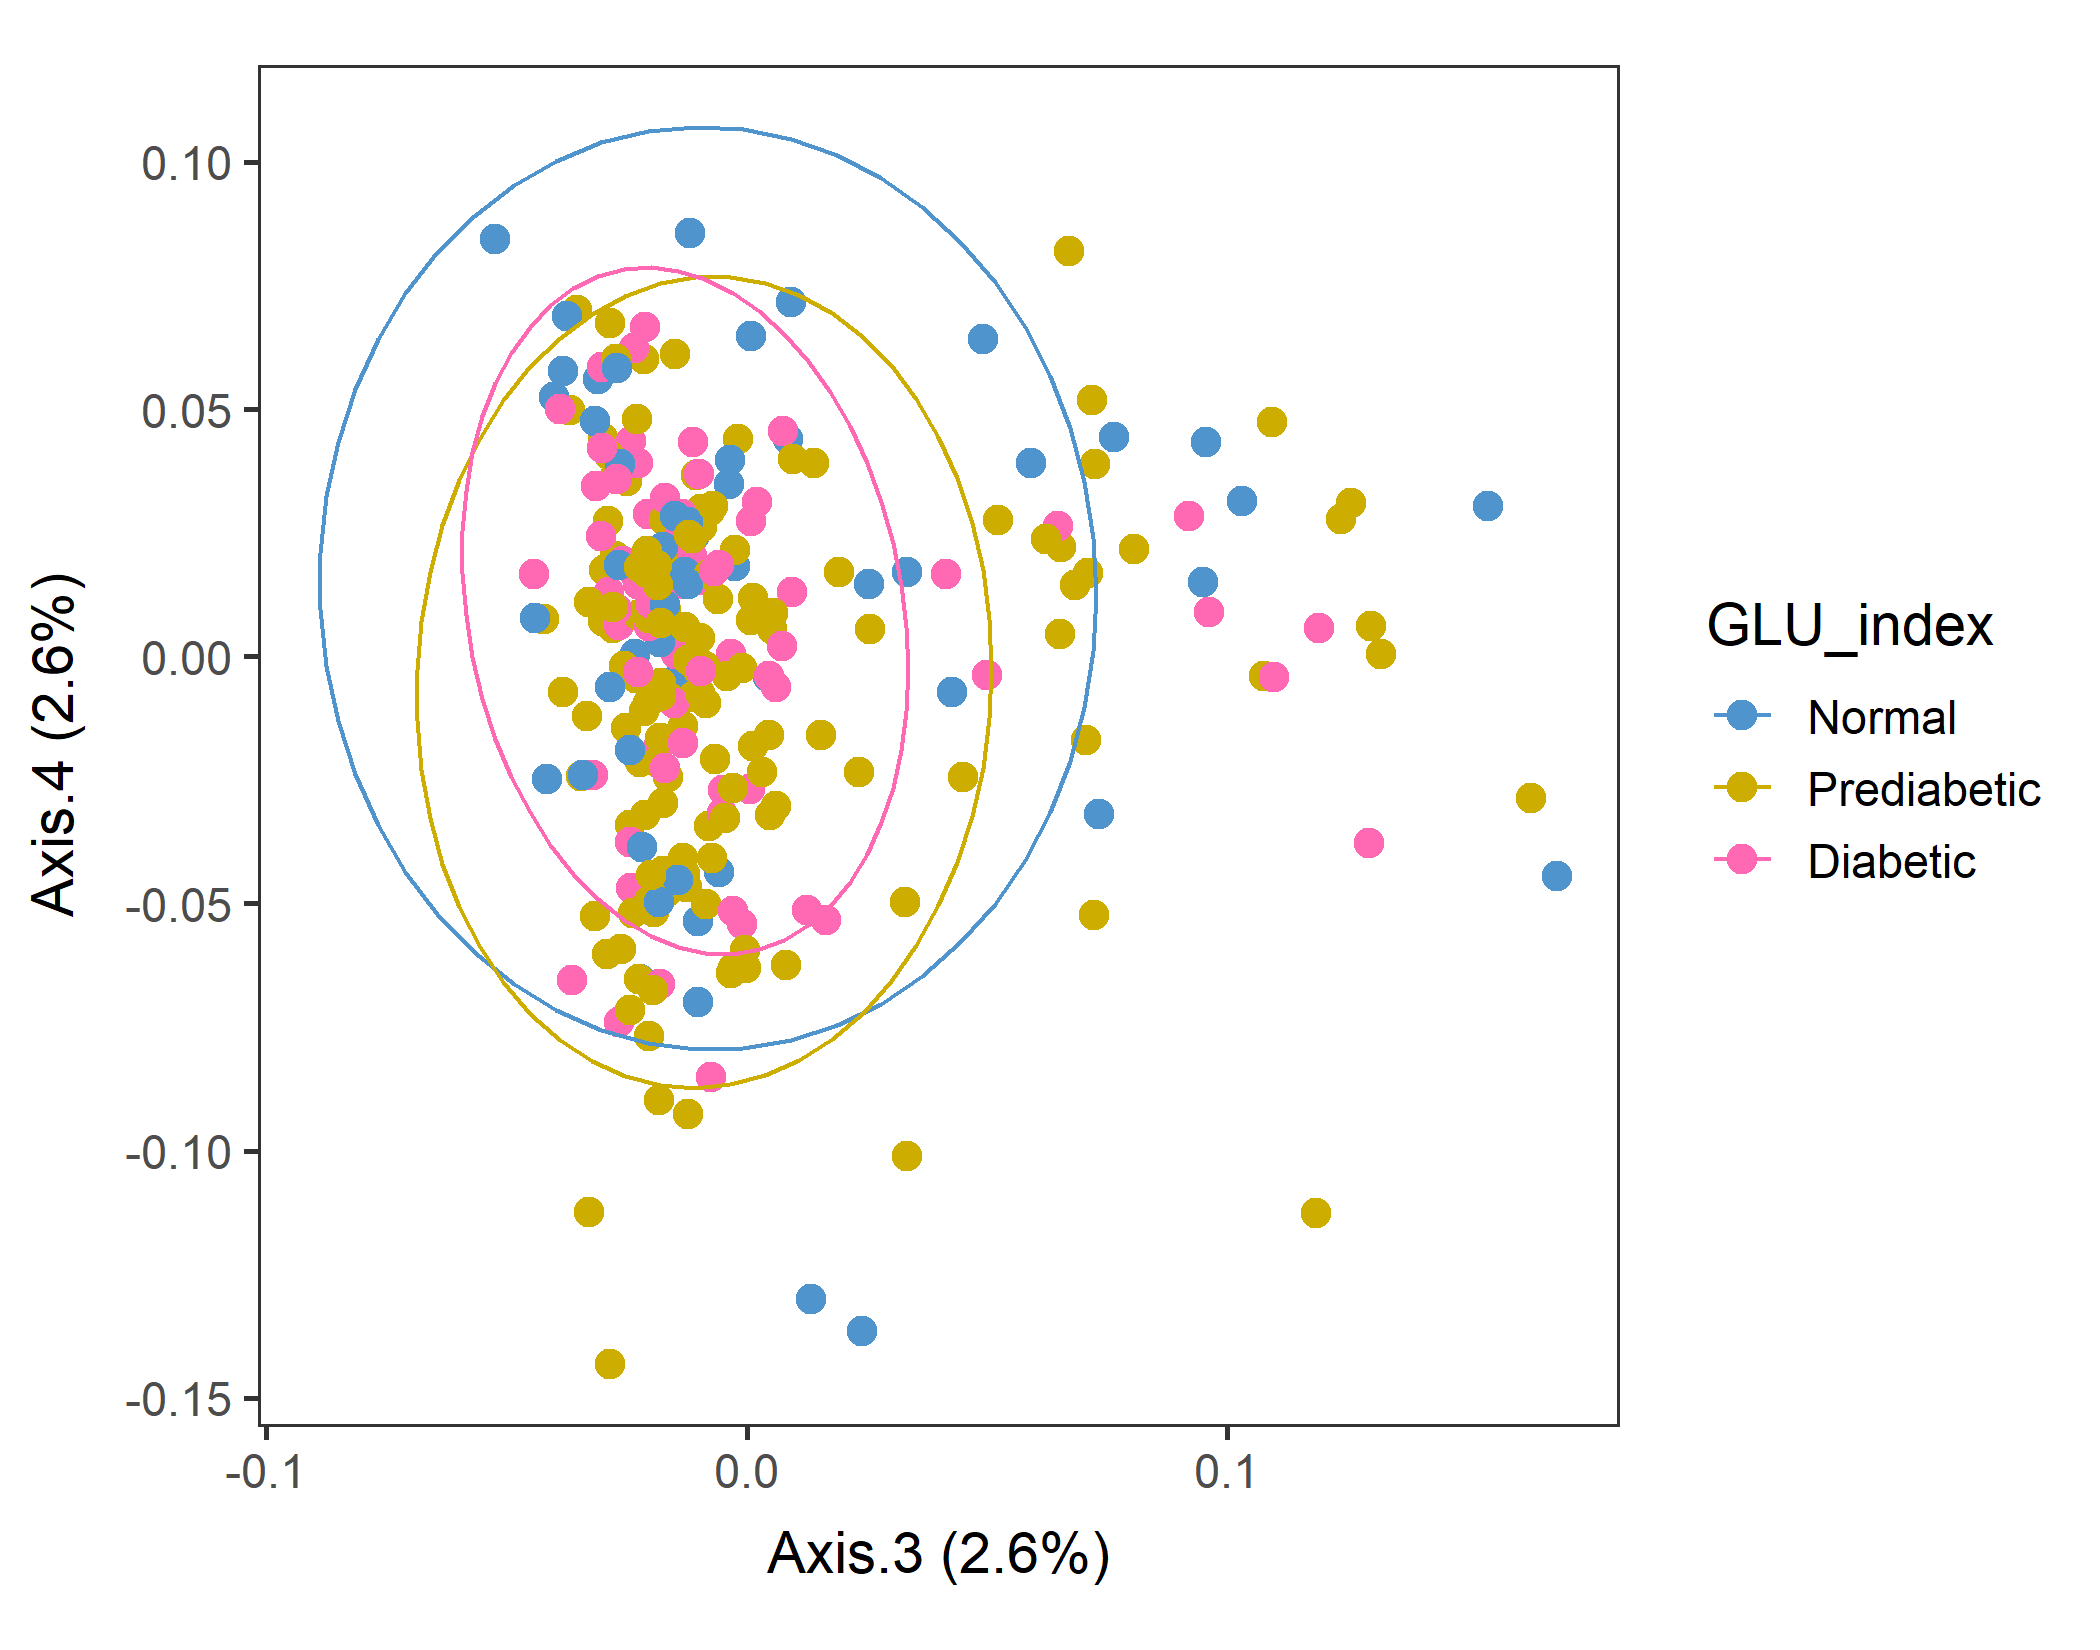 0.10
0.05
0.00
-0.05
-0.10
-0.15
Axis.4 (2.6%)
-0.1
0.0
0.1
Axis.3 (2.6%)
GLU_index
Normal
Prediabetic
Diabetic